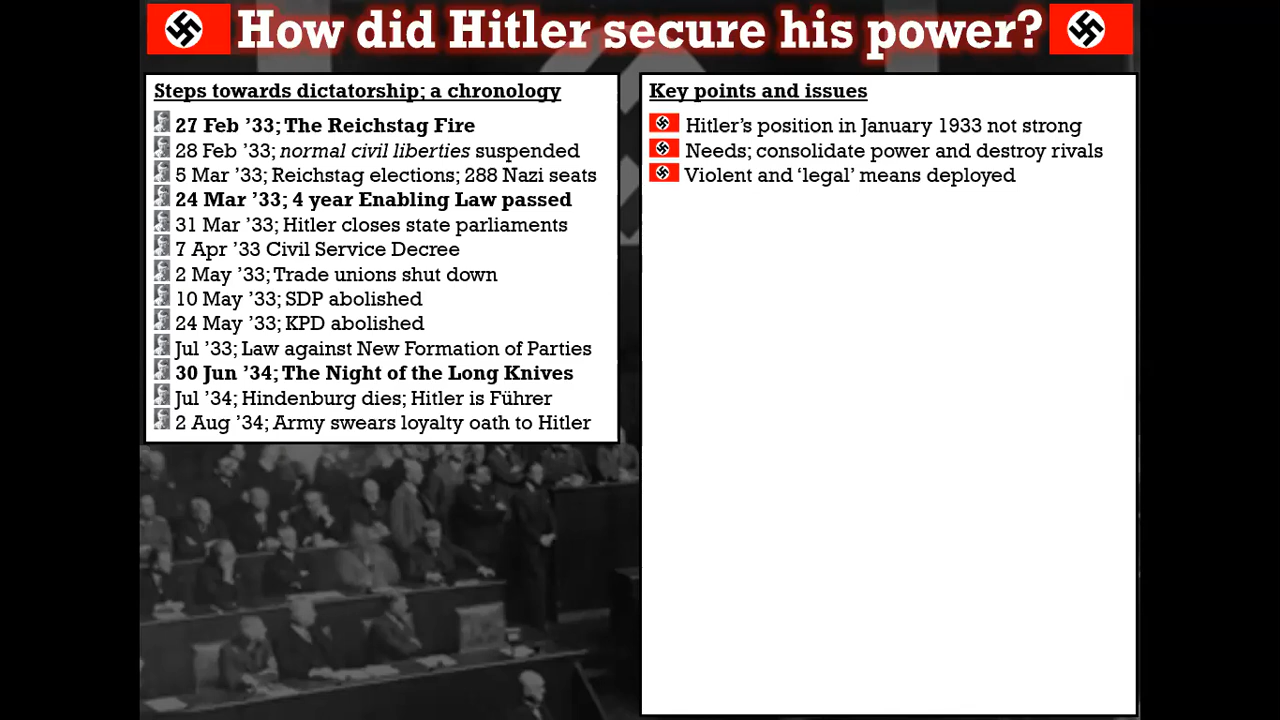 How did Hitler secure his power?
Steps towards dictatorship; a chronology
27 Feb ’33; The Reichstag Fire
28 Feb ’33; normal civil liberties suspended
5 Mar ’33; Reichstag elections; 288 Nazi seats
24 Mar ’33; 4 year Enabling Law passed
31 Mar ’33; Hitler closes state parliaments
7 Apr ’33 Civil Service Decree
2 May ’33; Trade unions shut down
10 May ’33; SDP abolished
24 May ’33; KPD abolished
Jul ’33; Law against New Formation of Parties
30 Jun ’34; The Night of the Long Knives
Jul ’34; Hindenburg dies; Hitler is Führer
2 Aug ’34; Army swears loyalty oath to Hitler
Key points and issues
Hitler’s position in January 1933 not strong
Needs; consolidate power and destroy rivals
Violent and ‘legal’ means deployed